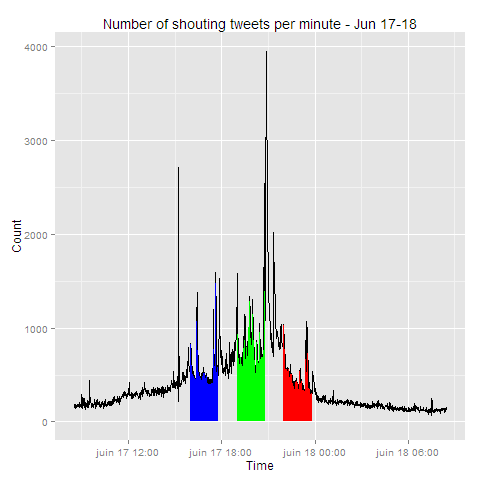 Number of shouting tweets per minute - Jun 17-18
4000
3000
2000
1000
0
Count
juin 17 12:00 juin 17 18:00 juin 18 00:00 juin 18 06:00
Time